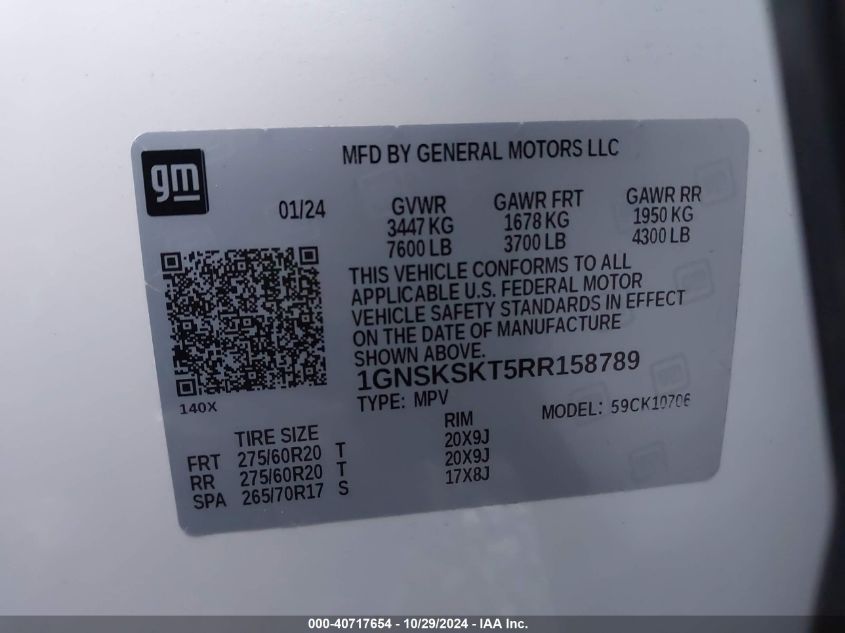 gm
MFD BY GENERAL MOTORS LLC
01/24
GVWR GAWR FRT GAWR RR
3447 KG 1678 KG 1950 KG
7600 LB 3700 LB 4300 LB
THIS VEHICLE CONFORMS TO ALL
APPLICABLE U.S. FEDERAL MOTOR
VEHICLE SAFETY STANDARDS IN EFFECT
ON THE DATE OF MANUFACTURE
SHOWN ABOVE.
1GNSKSKT5RR158789
140X
TYPE: MPV MODEL: 59CK10706
TIRE SIZE RIM
FRT 275/60R20 T 20X9J
RR 275/60R20 T 20X9J
SPA 265/70R17 S 17X8J
000-40717654 - 10/29/2024 - IAA Inc.